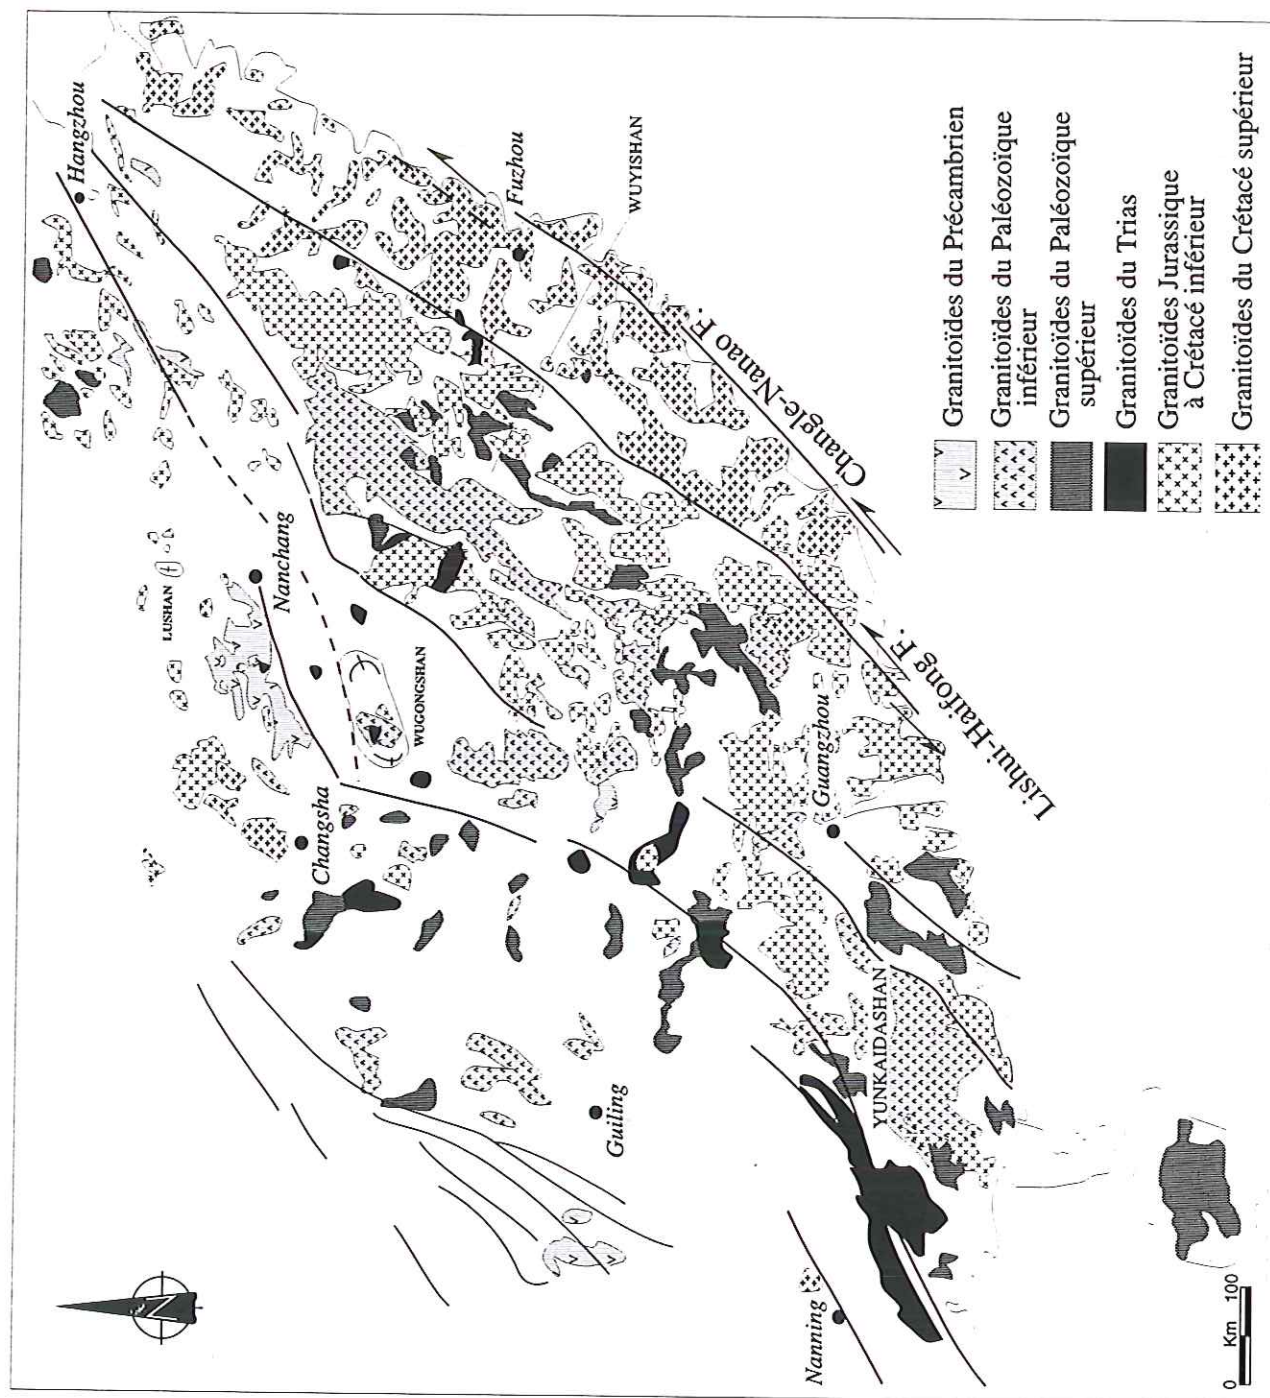 Hangzhou
LUSHAN
Nanchang
WUGONGSHAN
Changsha
Fuzhou
WUYISHAN
Changle-Namao F.
Lishui-Haifong F.
Guangzhou
YUNKAIDASHAN
Guiling
Nanning
N
0 Km 100
Granitoïdes du Précambrien
Granitoïdes du Paléozoïque
inférieur
Granitoïdes du Paléozoïque
supérieur
Granitoïdes du Trias
Granitoïdes Jurassique
à Crétacé inférieur
Granitoïdes du Crétacé supérieur